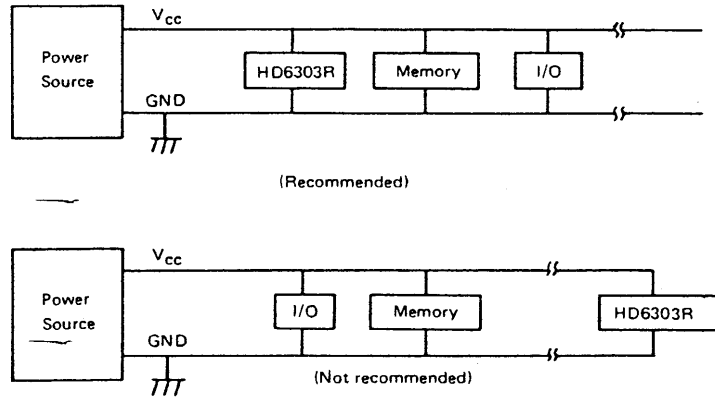 Vcc
Power
Source
HD6303R
Memory
I/O
GND
(Recommended)
Vcc
Power
Source
I/O
Memory
HD6303R
GND
(Not recommended)